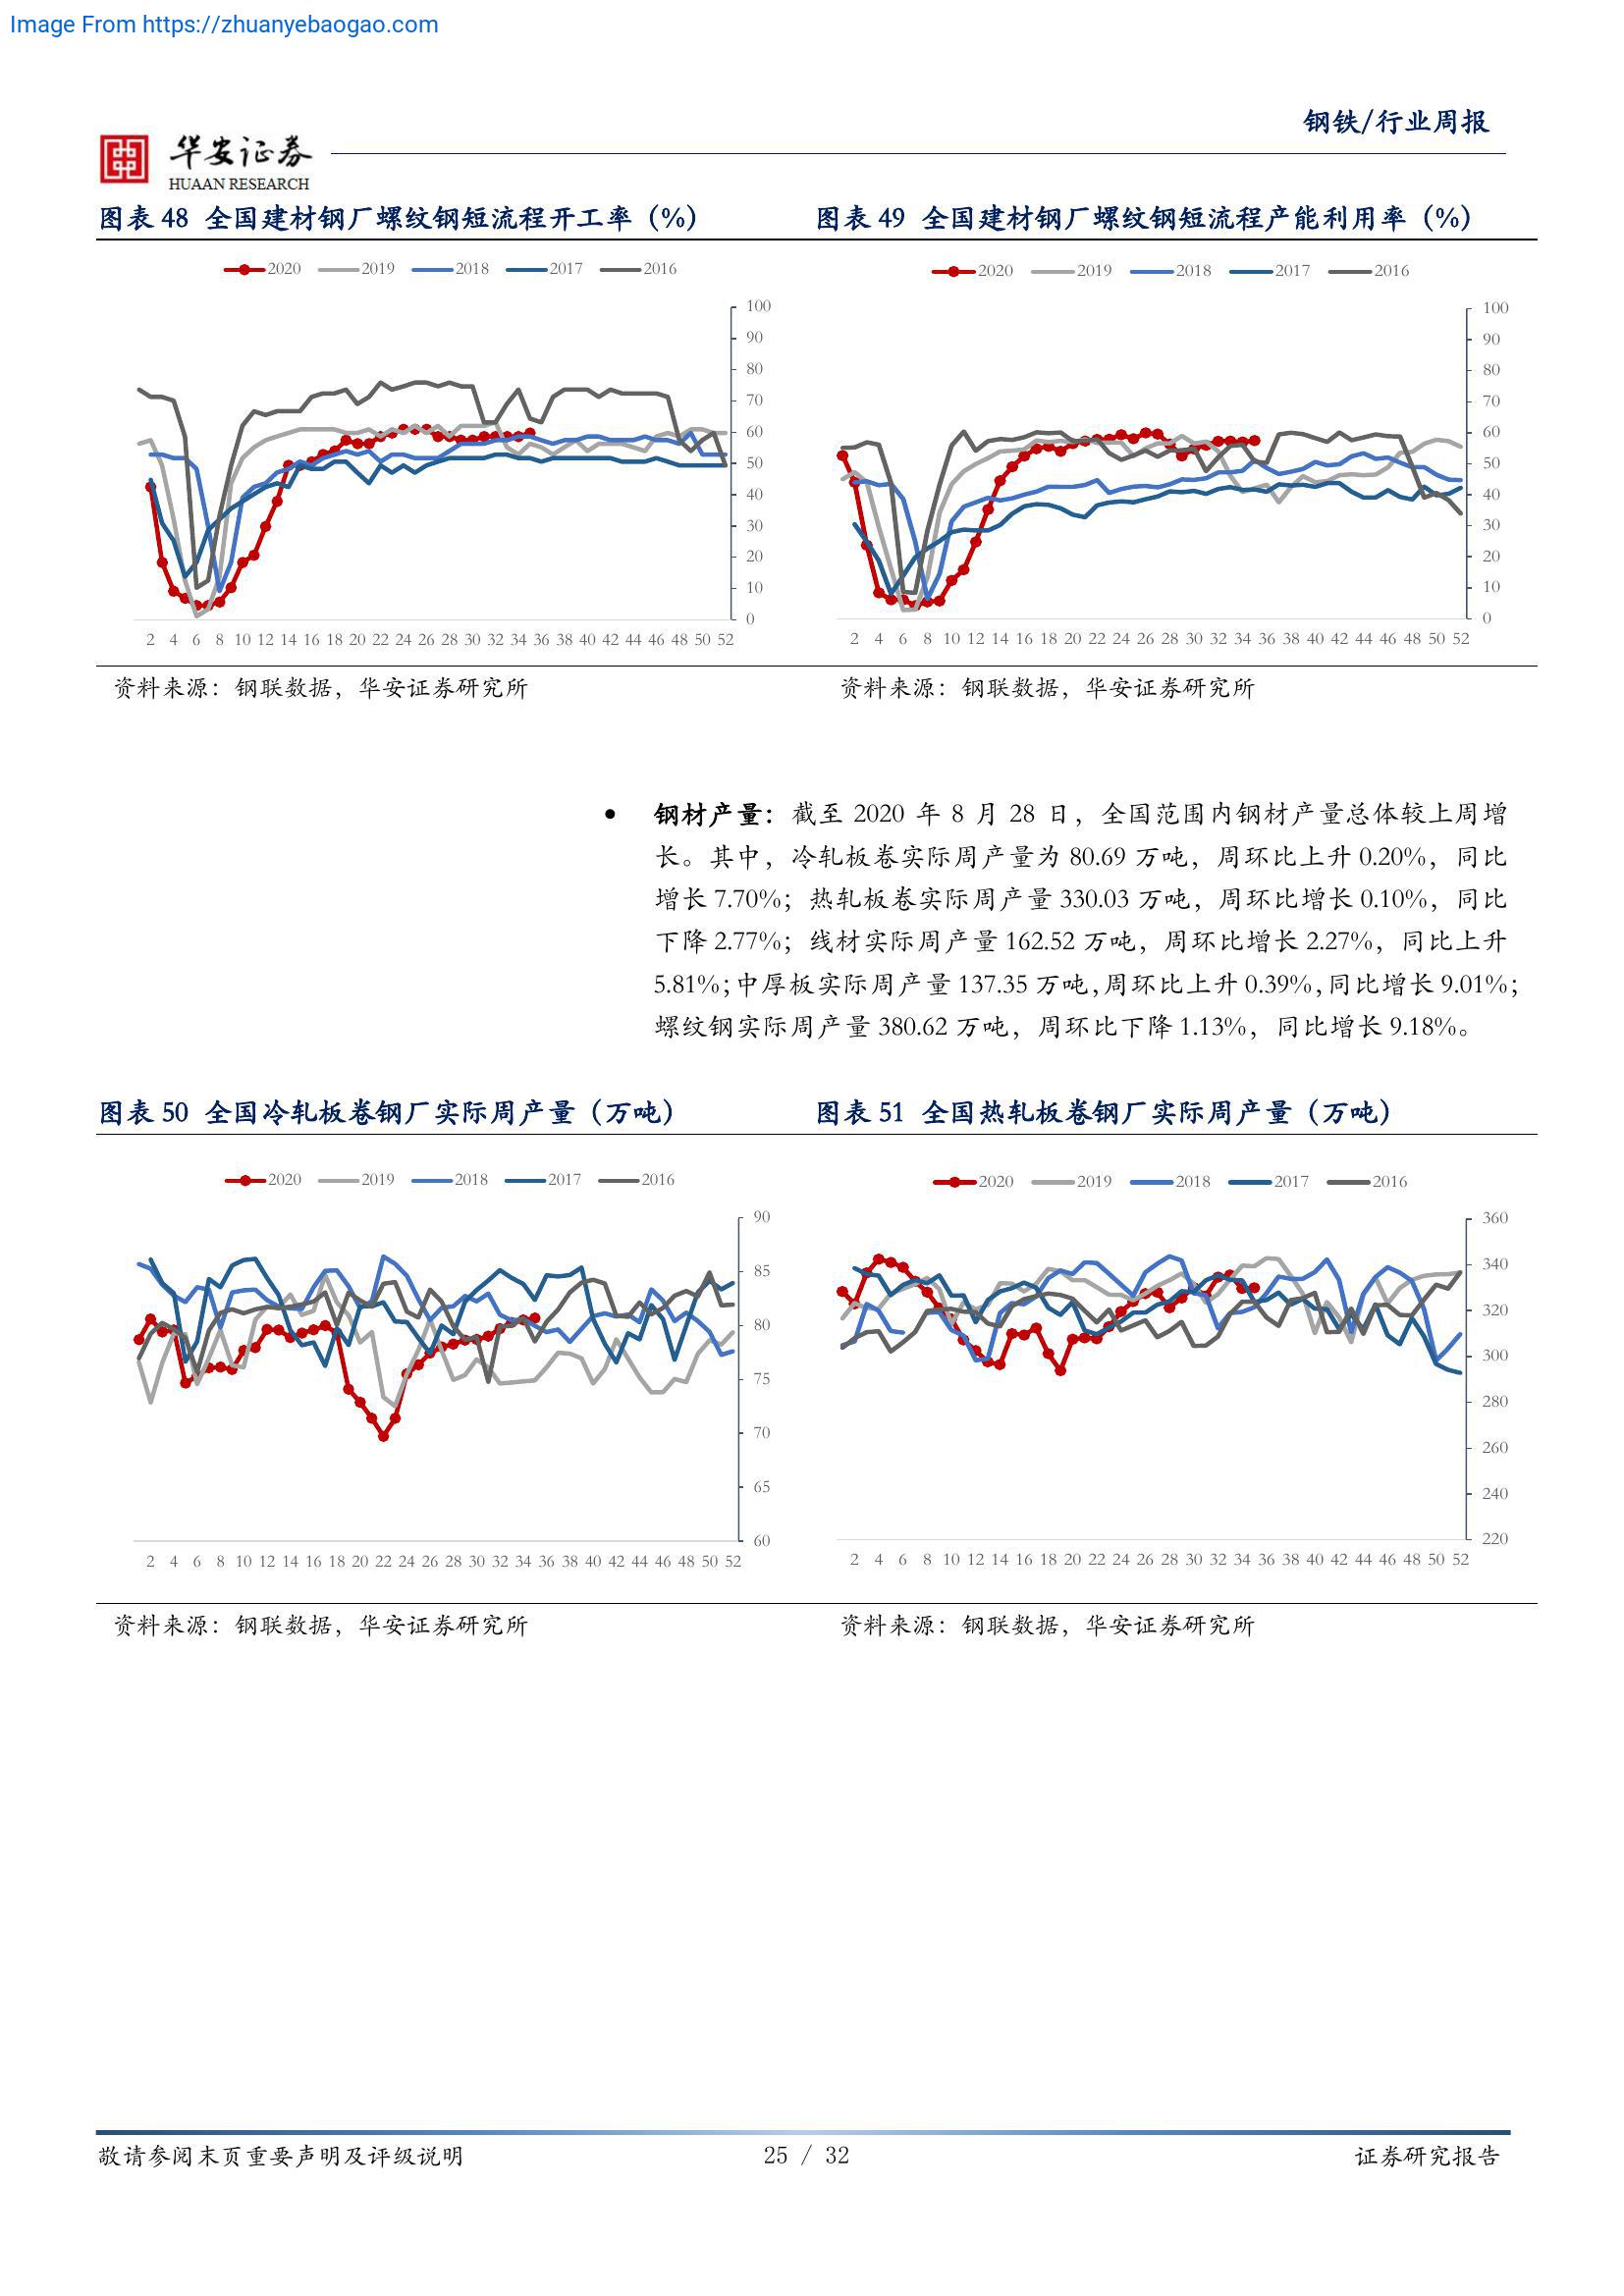 Image From https://zhuanyebaogao.com
钢铁/行业周报
华安证券
HUAAN RESEARCH
图表 48 全国建材钢厂螺纹钢短流程开工率（%）
图表 49 全国建材钢厂螺纹钢短流程产能利用率（%）
2020 2019 2018 2017 2016
2020 2019 2018 2017 2016
100
90
80
70
60
50
40
30
20
10
0
2 4 6 8 10 12 14 16 18 20 22 24 26 28 30 32 34 36 38 40 42 44 46 48 50 52
100
90
80
70
60
50
40
30
20
10
0
2 4 6 8 10 12 14 16 18 20 22 24 26 28 30 32 34 36 38 40 42 44 46 48 50 52
资料来源：钢联数据，华安证券研究所
资料来源：钢联数据，华安证券研究所
● 钢材产量：截至 2020 年 8 月 28 日，全国范围内钢材产量总体较上周增
长。其中，冷轧板卷实际周产量为 80.69 万吨，周环比上升 0.20%，同比
增长 7.70%；热轧板卷实际周产量 330.03 万吨，周环比增长 0.10%，同比
下降 2.77%；线材实际周产量 162.52 万吨，周环比增长 2.27%，同比上升
5.81%；中厚板实际周产量 137.35 万吨，周环比上升 0.39%，同比增长 9.01%；
螺纹钢实际周产量 380.62 万吨，周环比下降 1.13%，同比增长 9.18%。
图表 50 全国冷轧板卷钢厂实际周产量（万吨）
图表 51 全国热轧板卷钢厂实际周产量（万吨）
2020 2019 2018 2017 2016
2020 2019 2018 2017 2016
90
85
80
75
70
65
60
2 4 6 8 10 12 14 16 18 20 22 24 26 28 30 32 34 36 38 40 42 44 46 48 50 52
360
340
320
300
280
260
240
220
2 4 6 8 10 12 14 16 18 20 22 24 26 28 30 32 34 36 38 40 42 44 46 48 50 52
资料来源：钢联数据，华安证券研究所
资料来源：钢联数据，华安证券研究所
敬请参阅末页重要声明及评级说明
25 / 32
证券研究报告